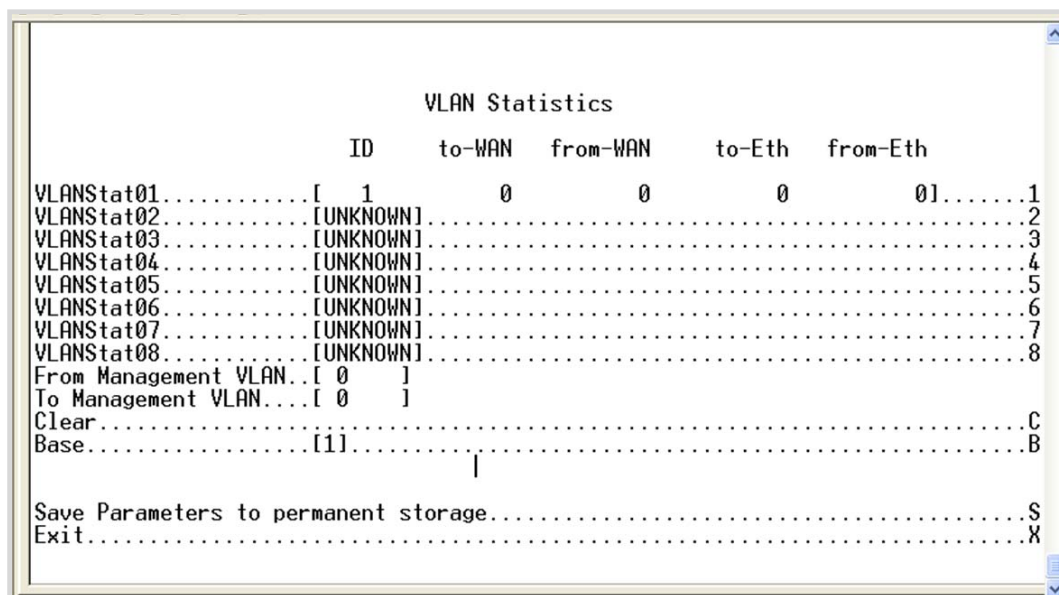 VLAN Statistics
ID to-WAN from-WAN to-Eth from-Eth
VLANStat01.............[ 1 0 0 0 0].......1
VLANStat02.............[UNKNOWN].......................................2
VLANStat03.............[UNKNOWN].......................................3
VLANStat04.............[UNKNOWN].......................................4
VLANStat05.............[UNKNOWN].......................................5
VLANStat06.............[UNKNOWN].......................................6
VLANStat07.............[UNKNOWN].......................................7
VLANStat08.............[UNKNOWN].......................................8
From Management VLAN..[ 0 ]
To Management VLAN....[ 0 ]
Clear..........................................................................C
Base...................[1].............................................B
Save Parameters to permanent storage...................................S
Exit...........................................................................X